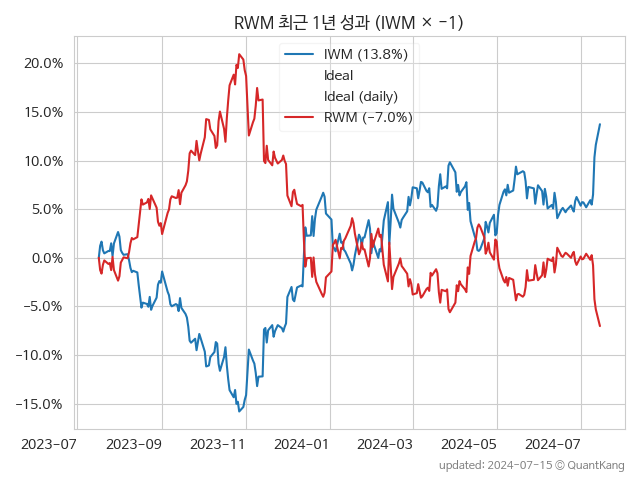 RWM 최근 1년 성과 (IWM × −1)
IWM (13.8%)
Ideal
Ideal (daily)
RWM (−7.0%)
20.0%
15.0%
10.0%
5.0%
0.0%
−5.0%
−10.0%
−15.0%
2023-07
2023-09
2023-11
2024-01
2024-03
2024-05
2024-07
updated: 2024-07-15 © QuantKang